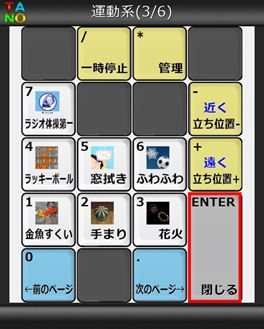 TA
NO
運動系(3/6)
/
一時停止
*
管理
7
ラジオ体操第一
-
近く
立ち位置-
4
ラッキーボール
5
窓拭き
6
ふわふわ
+
遠く
立ち位置+
1
金魚すくい
2
手まり
3
花火
ENTER
閉じる
0
←前のページ
.
次のページ→